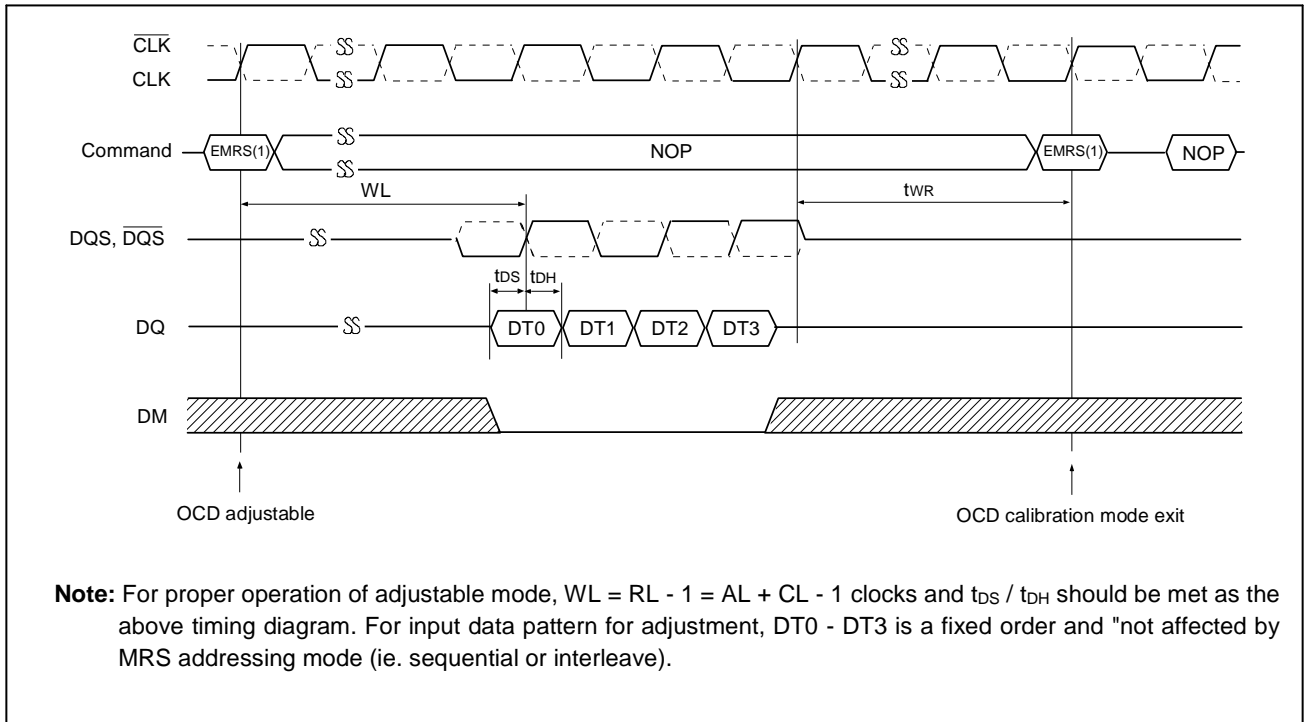 CLK
CLK
Command
EMRS(1)
NOP
EMRS(1)
NOP
WL
tWR
DQS, DQS
tDS
tDH
DQ
DT0
DT1
DT2
DT3
DM
OCD adjustable
OCD calibration mode exit
Note: For proper operation of adjustable mode, WL = RL - 1 = AL + CL - 1 clocks and tDS / tDH should be met as the
above timing diagram. For input data pattern for adjustment, DT0 - DT3 is a fixed order and "not affected by
MRS addressing mode (ie. sequential or interleave).